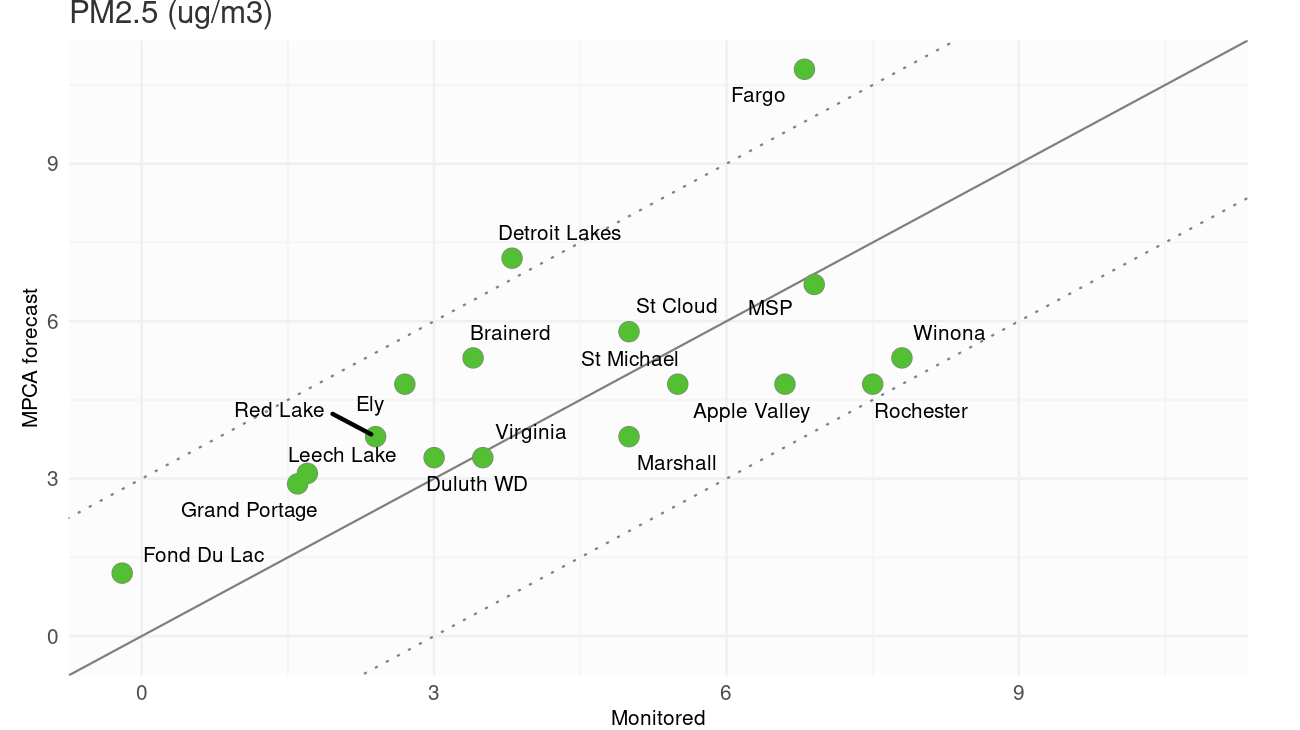 PM2.5 (ug/m3)
Fargo
9
Detroit Lakes
St Cloud
MSP
6
Brainerd
Winona
St Michael
MPCA forecast
Ely
Red Lake
Apple Valley
Rochester
Virginia
Leech Lake
Marshall
3
Duluth WD
Grand Portage
Fond Du Lac
0
0
3
6
9
Monitored